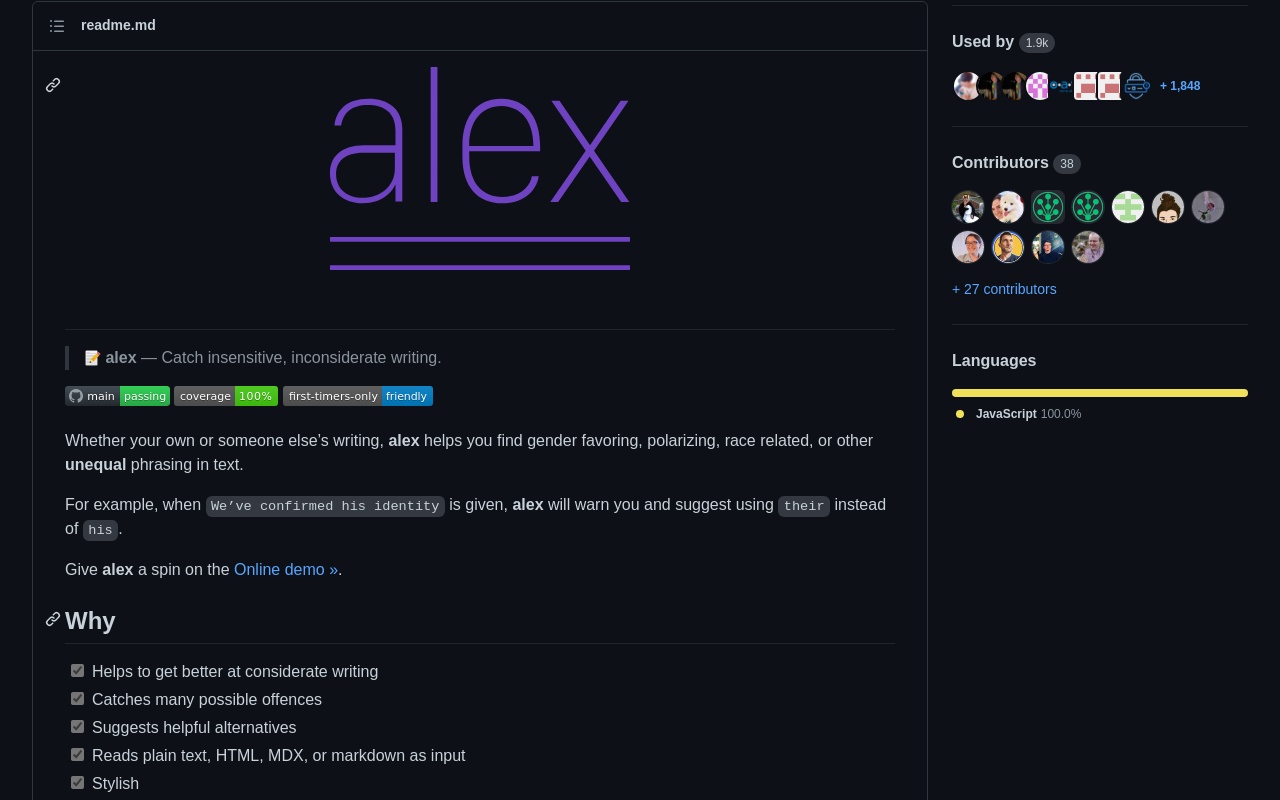 readme.md
alex
📝 alex — Catch insensitive, inconsiderate writing.
main passing coverage 100% first-timers-only friendly
Whether your own or someone else’s writing, alex helps you find gender favoring, polarizing, race related, or other
unequal phrasing in text.
For example, when We’ve confirmed his identity is given, alex will warn you and suggest using their instead
of his.
Give alex a spin on the Online demo ».
Why
Helps to get better at considerate writing
Catches many possible offences
Suggests helpful alternatives
Reads plain text, HTML, MDX, or markdown as input
Stylish
Used by 1.9k
+ 1,848
Contributors 38
+ 27 contributors
Languages
JavaScript 100.0%